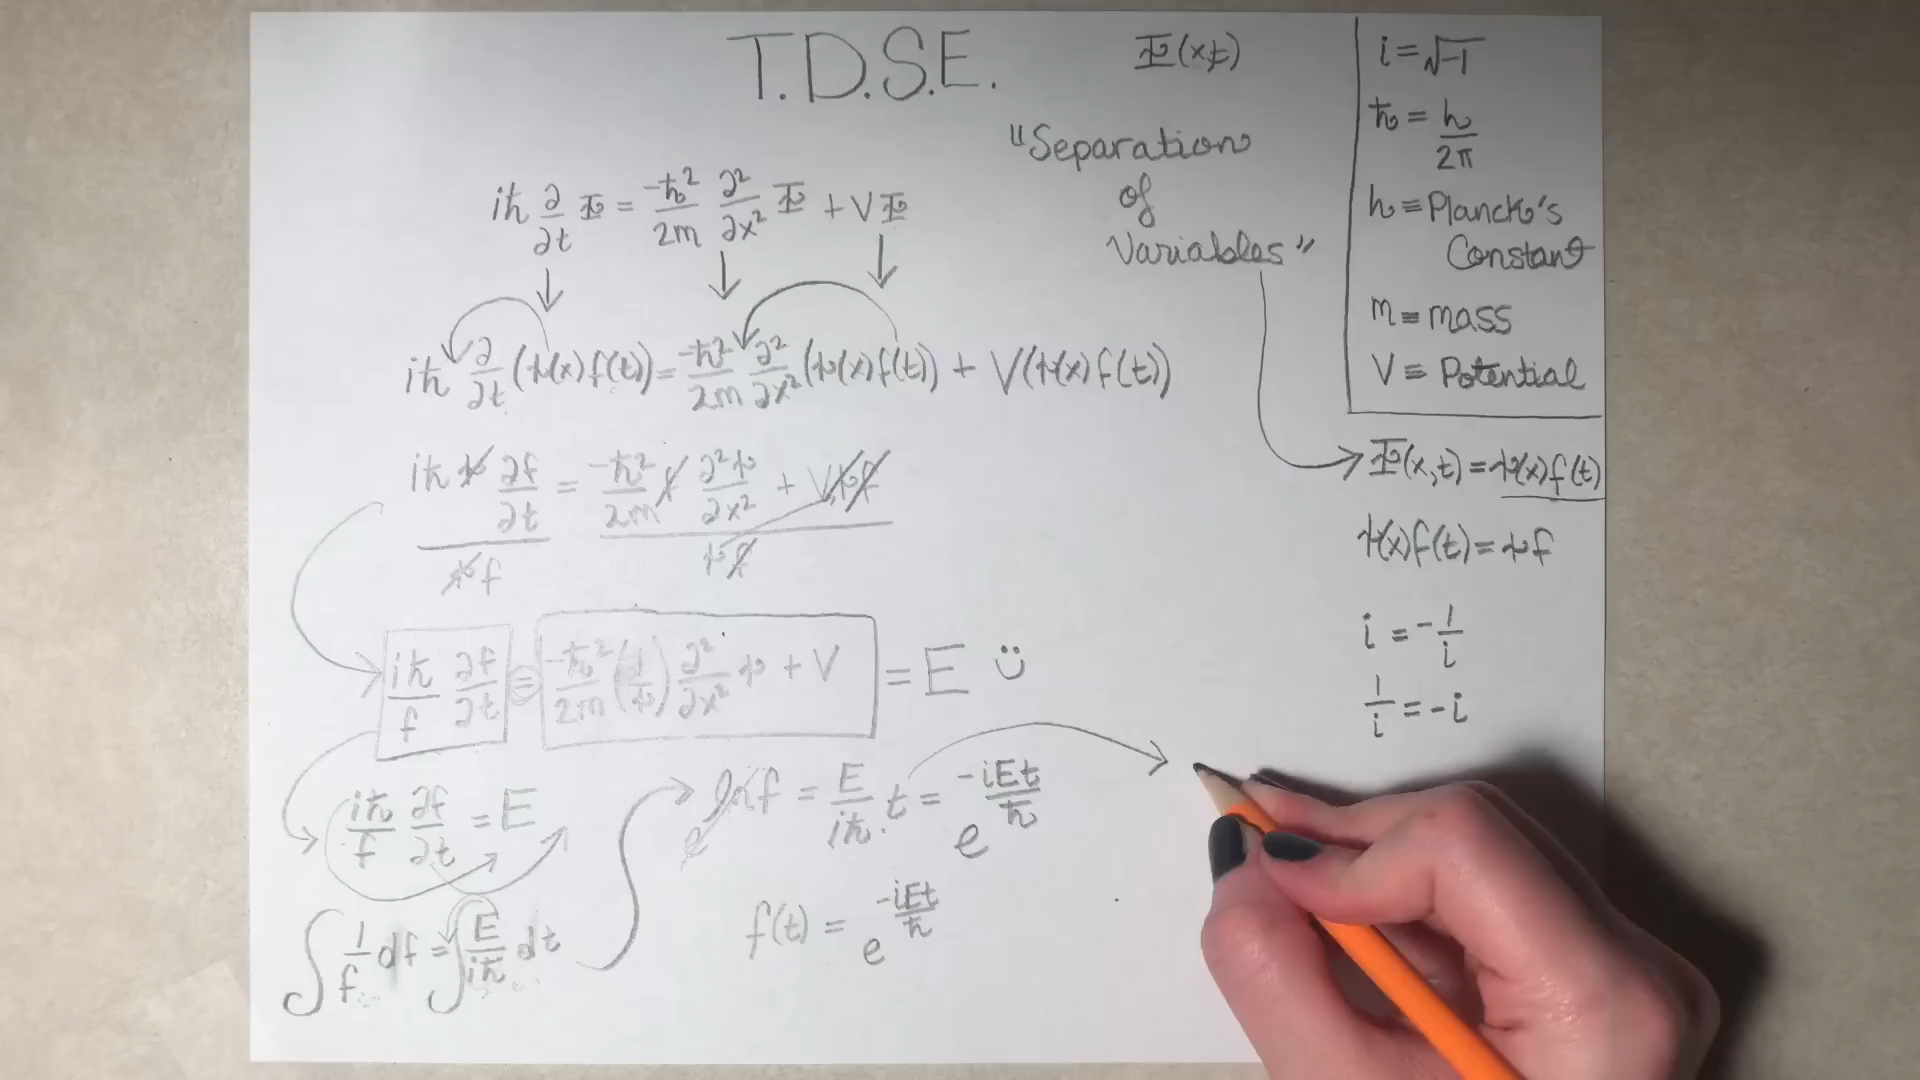 T.D.S.E.
Ψ(x,t)
"Separation
of
Variables"
iħ ∂/∂t Ψ = -ħ²/2m ∂²/∂x² Ψ + VΨ
iħ ∂/∂t (ψ(x)f(t)) = -ħ²/2m ∂²/∂x² (ψ(x)f(t)) + V(ψ(x)f(t))
iħ ψ ∂f/∂t = -ħ²/2m f ∂²ψ/∂x² + Vψf
ψf ψf
iħ/f ∂f/∂t = -ħ²/2m (1/ψ) ∂²/∂x² ψ + V = E
iħ/f ∂f/∂t = E
∫ 1/f df = ∫ E/iħ dt
ln f = E/iħ t = e^(-iEt/ħ)
e
f(t) = e^(-iEt/ħ)
i = √-1
ħ = h/2π
h ≡ Planck's
Constant
m ≡ mass
V ≡ Potential
Ψ(x,t) = ψ(x)f(t)
ψ(x)f(t) = ψf
i = -1/i
1/i = -i